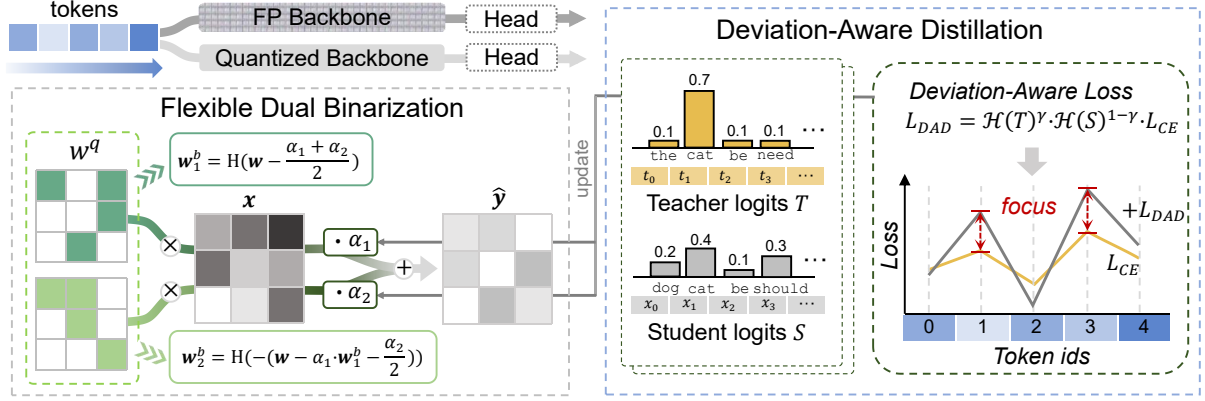 tokens
FP Backbone
Head
Quantized Backbone
Head
Flexible Dual Binarization
W^q
w_1^b = H(w − (α_1 + α_2)/2)
x
ŷ
· α_1
· α_2
×
×
+
w_2^b = H(−(w − α_1·w_1^b − α_2/2))
update
Deviation-Aware Distillation
0.1 0.7 0.1 0.1 ⋯
the cat be need
t_0 t_1 t_2 t_3 ⋯
Teacher logits T
0.2 0.4 0.1 0.3 ⋯
dog cat be should
x_0 x_1 x_2 x_3 ⋯
Student logits S
Deviation-Aware Loss
L_DAD = ℋ(T)^γ·ℋ(S)^{1−γ}·L_CE
Loss
focus
+L_DAD
L_CE
0 1 2 3 4
Token ids